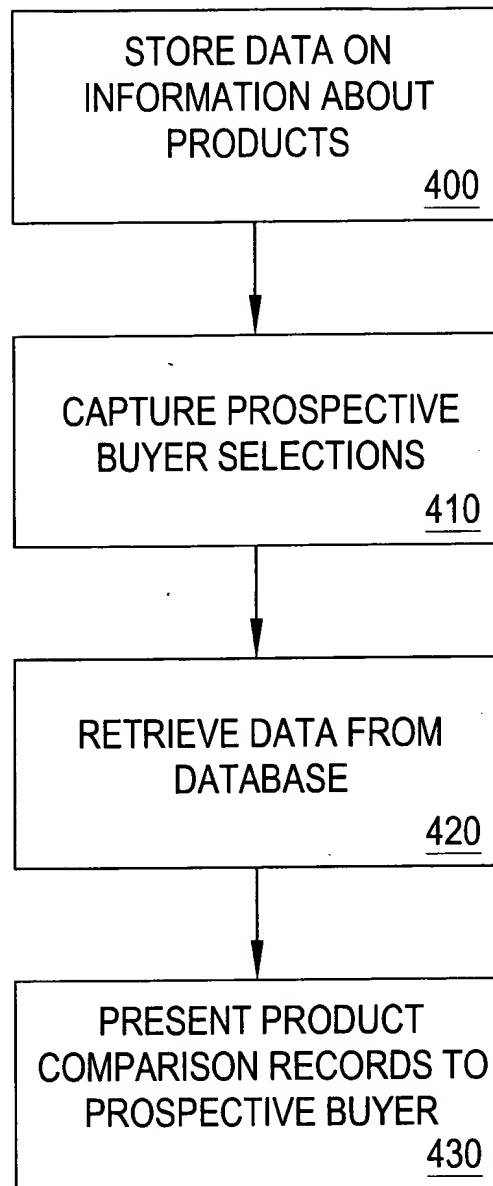 STORE DATA ON
INFORMATION ABOUT
PRODUCTS
400
CAPTURE PROSPECTIVE
BUYER SELECTIONS
410
RETRIEVE DATA FROM
DATABASE
420
PRESENT PRODUCT
COMPARISON RECORDS TO
PROSPECTIVE BUYER
430